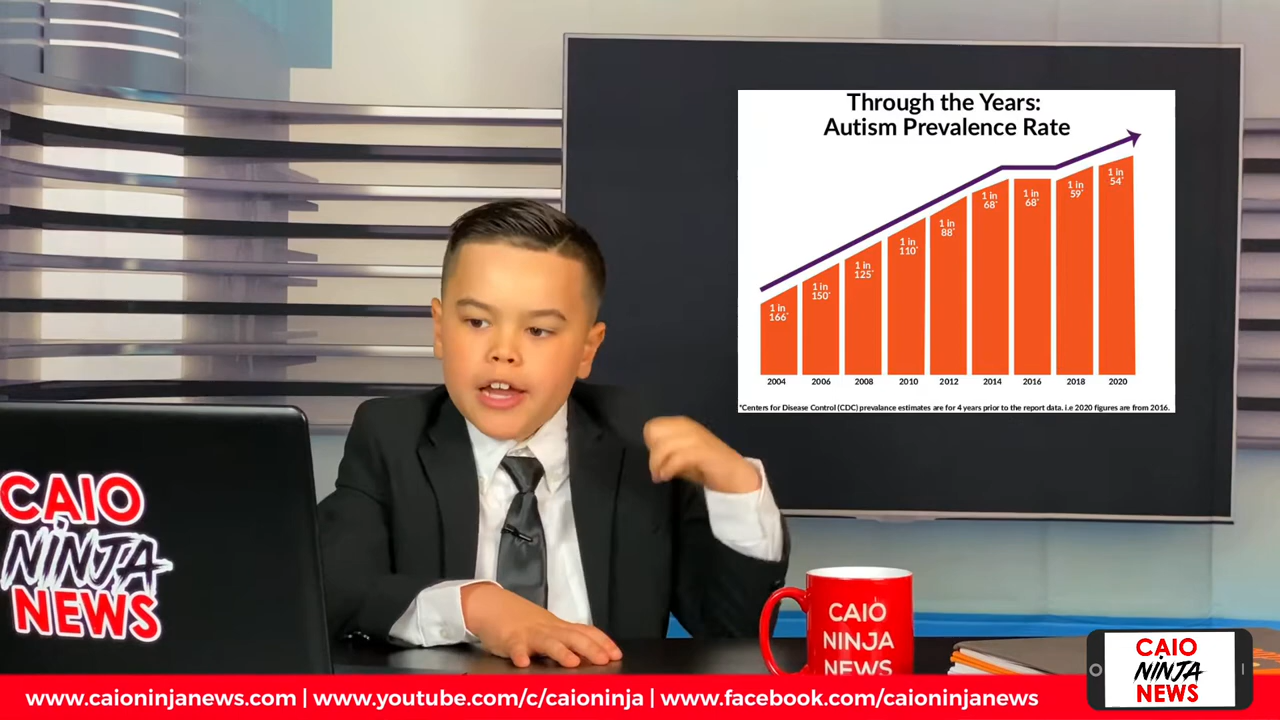 Through the Years:
Autism Prevalence Rate
1 in
166*
1 in
150*
1 in
125*
1 in
110*
1 in
88*
1 in
68*
1 in
68*
1 in
59*
1 in
54*
2004 2006 2008 2010 2012 2014 2016 2018 2020
*Centers for Disease Control (CDC) prevalance estimates are for 4 years prior to the report data. i.e 2020 figures are from 2016.
CAIO
NINJA
NEWS
CAIO
NINJA
NEWS
CAIO
NINJA
NEWS
www.caioninjanews.com | www.youtube.com/c/caioninja | www.facebook.com/caioninjanews